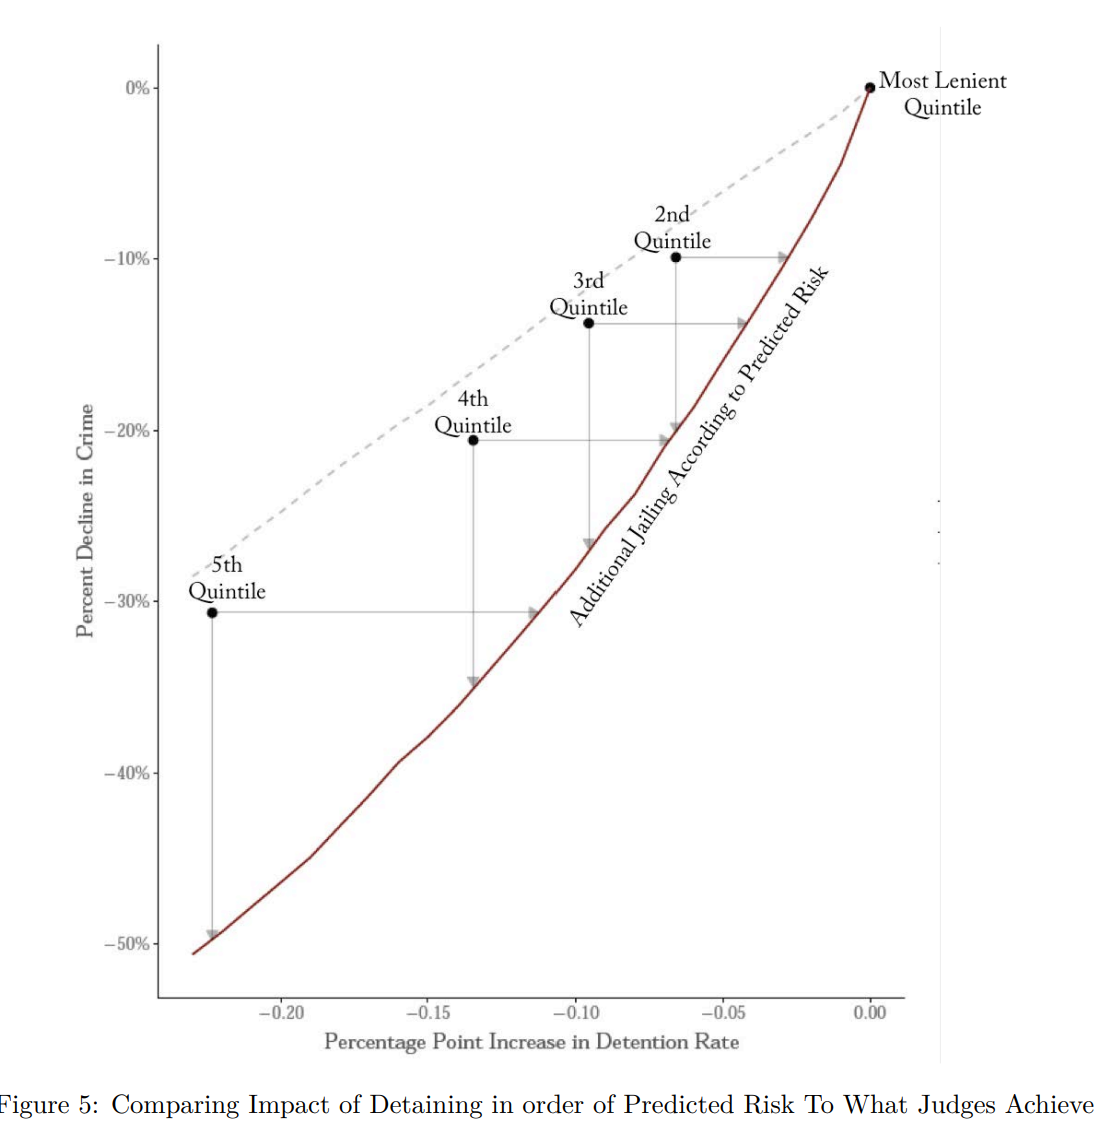 0%
Most Lenient
Quintile
2nd
Quintile
−10%
3rd
Quintile
4th
Quintile
−20%
Additional Jailing According to Predicted Risk
5th
Quintile
−30%
−40%
−50%
Percent Decline in Crime
−0.20 −0.15 −0.10 −0.05 0.00
Percentage Point Increase in Detention Rate
Figure 5: Comparing Impact of Detaining in order of Predicted Risk To What Judges Achieve